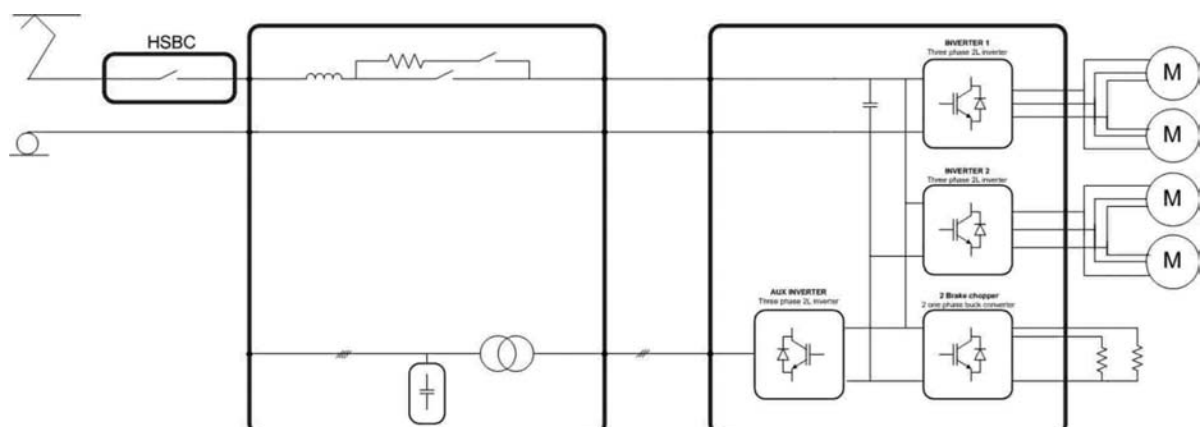 HSBC
INVERTER 1
Three phase 2L inverter
M
M
INVERTER 2
Three phase 2L inverter
M
M
AUX INVERTER
Three phase 2L inverter
2 Brake chopper
2 one phase buck converter